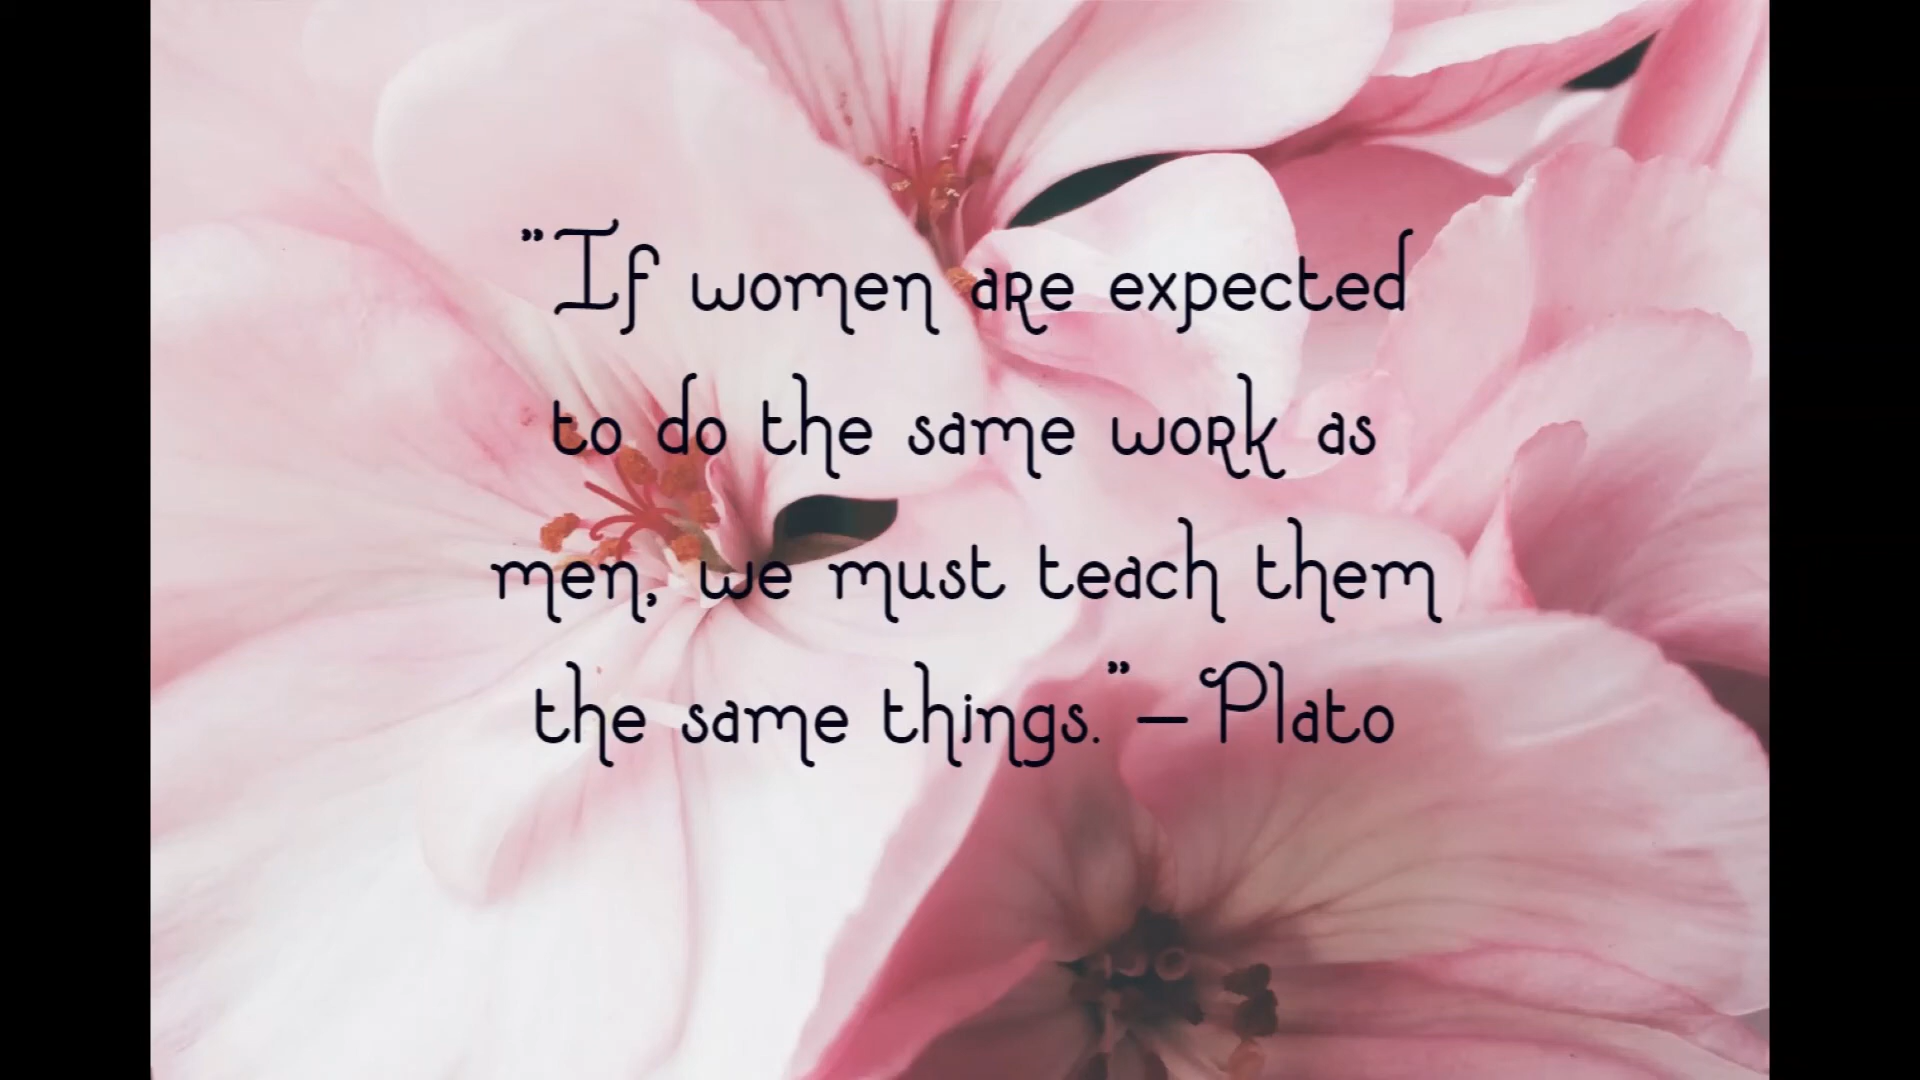 ”If women are expected
to do the same work as
men, we must teach them
the same things.”—Plato